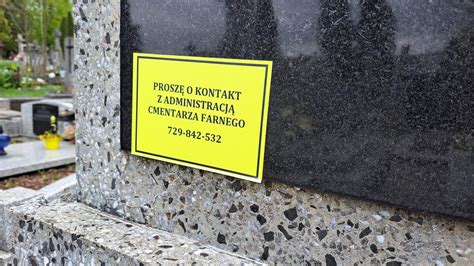 PROSZĘ O KONTAKT
Z ADMINISTRACJĄ
CMENTARZA FARNEGO
729-842-532